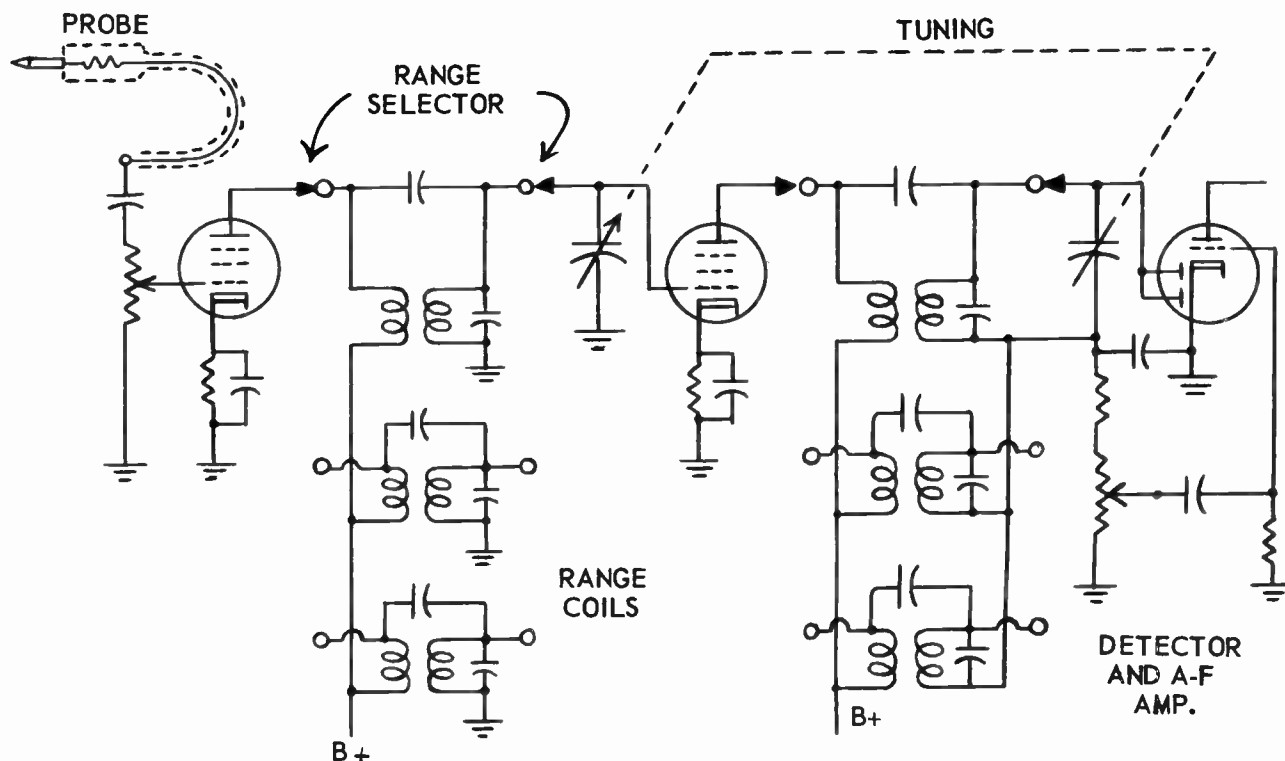 PROBE
TUNING
RANGE
SELECTOR
RANGE
COILS
DETECTOR
AND A-F
AMP.
B+
B+